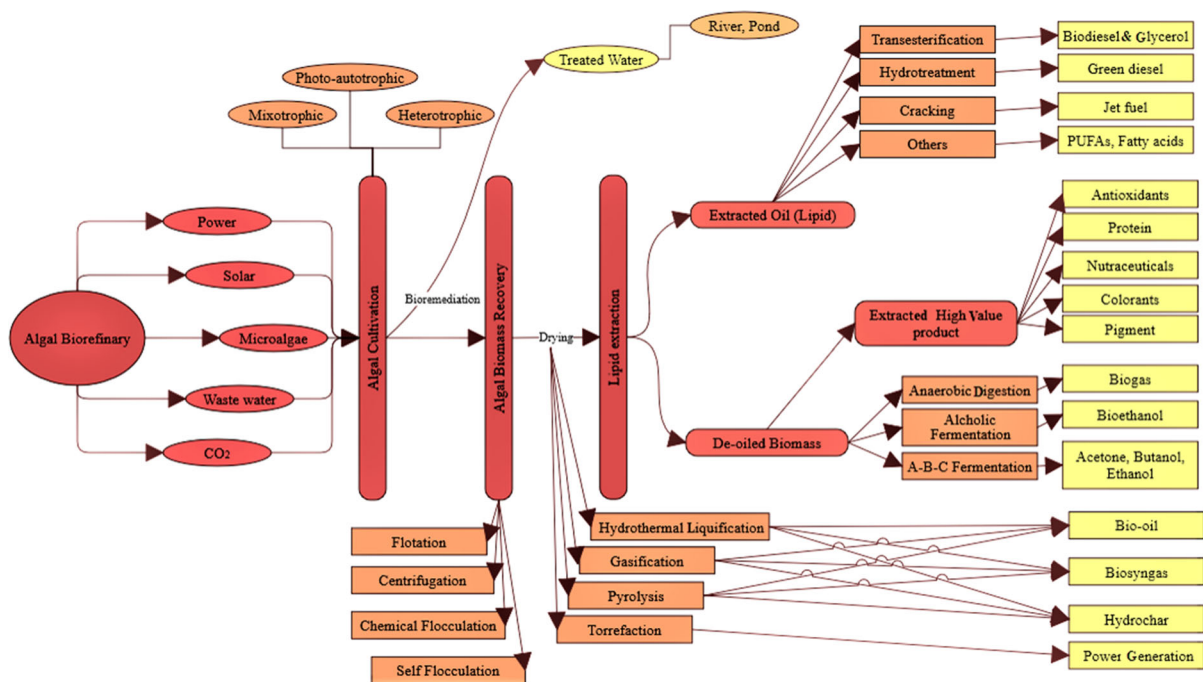 River, Pond
Treated Water
Photo-autotrophic
Mixotrophic
Heterotrophic
Transesterification
Biodiesel & Glycerol
Hydrotreatment
Green diesel
Cracking
Jet fuel
Others
PUFAs, Fatty acids
Power
Solar
Algal Biorefinary
Microalgae
Waste water
CO2
Algal Cultivation
Bioremediation
Algal Biomass Recovery
Drying
Lipid extraction
Extracted Oil (Lipid)
Antioxidants
Protein
Nutraceuticals
Colorants
Pigment
Extracted High Value
product
De-oiled Biomass
Anaerobic Digestion
Biogas
Alcholic
Fermentation
Bioethanol
A-B-C Fermentation
Acetone, Butanol,
Ethanol
Flotation
Centrifugation
Chemical Flocculation
Self Flocculation
Hydrothermal Liquification
Bio-oil
Gasification
Biosyngas
Pyrolysis
Hydrochar
Torrefaction
Power Generation